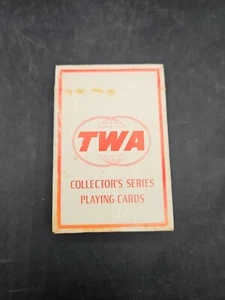 TWA
COLLECTOR'S SERIES
PLAYING CARDS